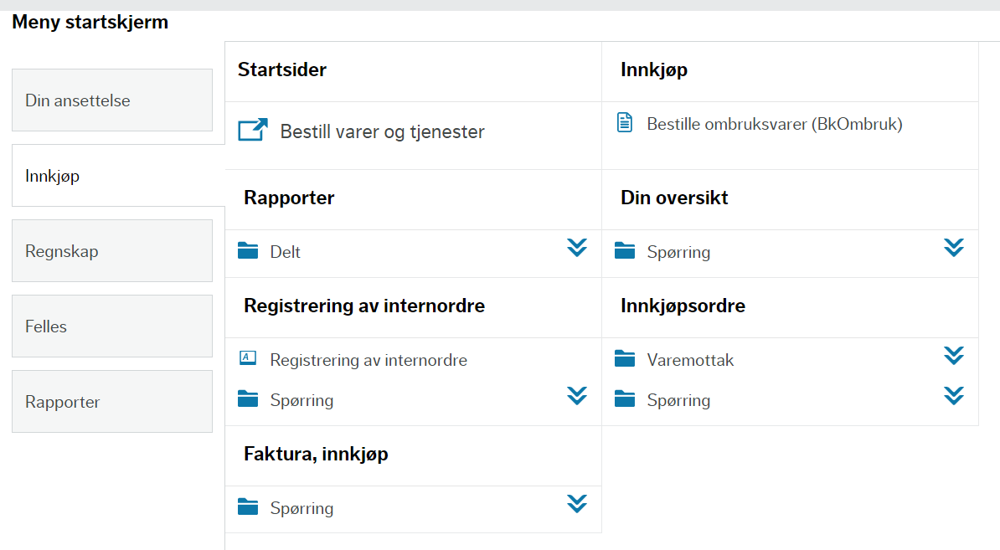 Meny startskjerm
Din ansettelse
Innkjøp
Regnskap
Felles
Rapporter
Startsider
Bestill varer og tjenester
Innkjøp
Bestille ombruksvarer (BkOmbruk)
Rapporter
Delt
Din oversikt
Spørring
Registrering av internordre
A Registrering av internordre
Spørring
Innkjøpsordre
Varemottak
Spørring
Faktura, innkjøp
Spørring